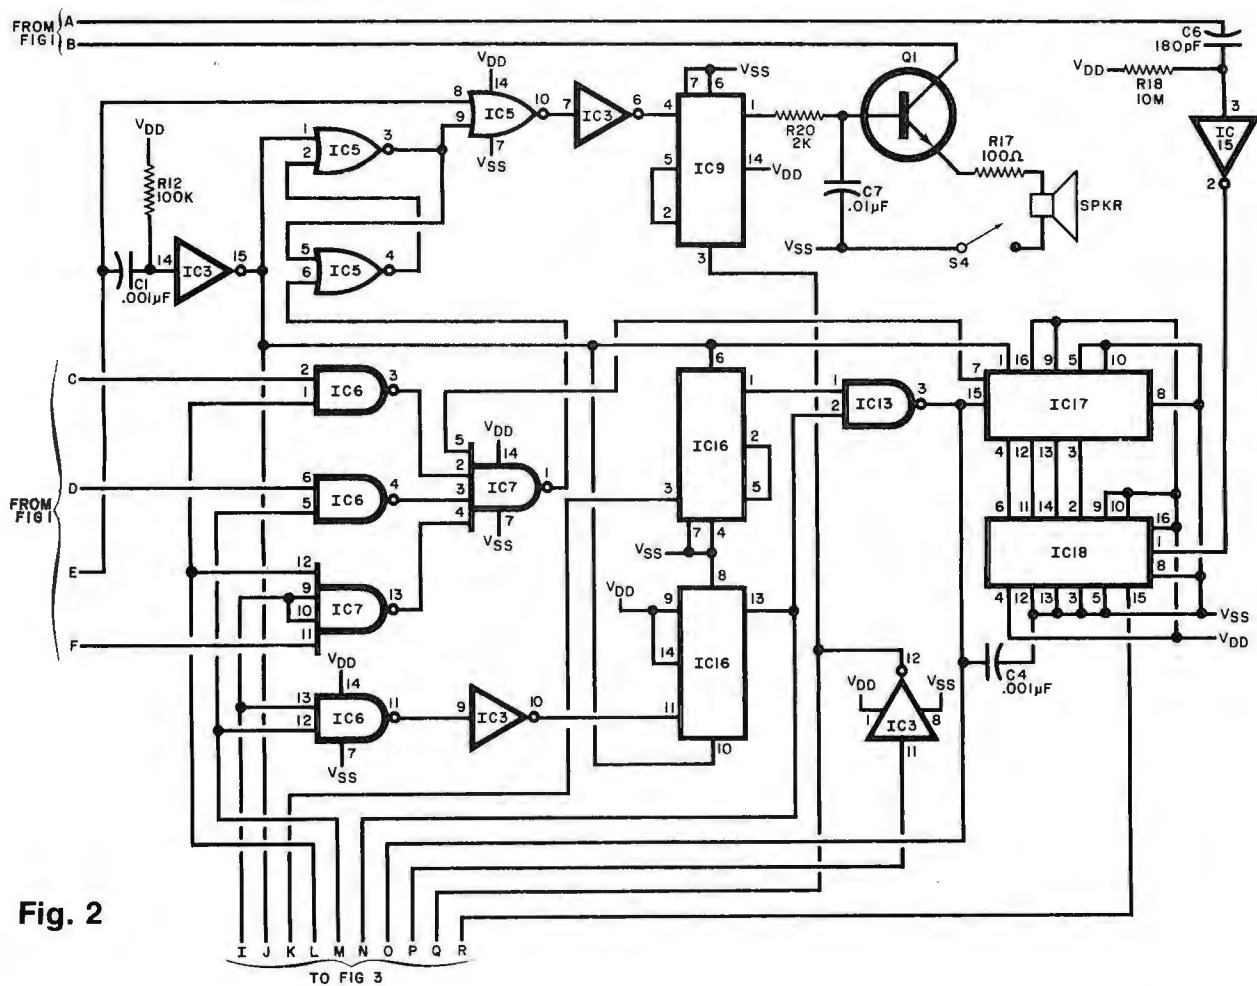 FROM A
FIG 1 B
C6
180pF
VDD
R18
10M
3
IC
15
2
Q1
VDD
14
8
9
IC5
10
7
VSS
7
IC3
6
7
6
VSS
4
IC9
1
5
2
14
VDD
3
R20
2K
C7
.01µF
VSS
R17
100Ω
SPKR
S4
VDD
R12
100K
C1
.001µF
14
IC3
15
1
2
IC5
3
5
6
IC5
4
FROM
FIG 1
C
D
E
F
2
1
IC6
3
6
5
IC6
4
12
9
10
11
IC7
13
5
2
3
4
VDD
14
IC7
1
7
VSS
VDD
14
13
12
IC6
11
7
VSS
9
IC3
10
6
1
IC16
2
5
3
7
4
VSS
8
VDD
9
13
14
IC16
11
10
1
2
IC13
3
7
15
1
16
9
5
10
IC17
8
4
12
13
3
6
11
14
2
9
10
16
IC18
1
8
4
12
13
3
5
15
VSS
VDD
C4
.001µF
12
VDD
VSS
1
IC3
8
11
Fig. 2
I J K L M N O P Q R
TO FIG 3